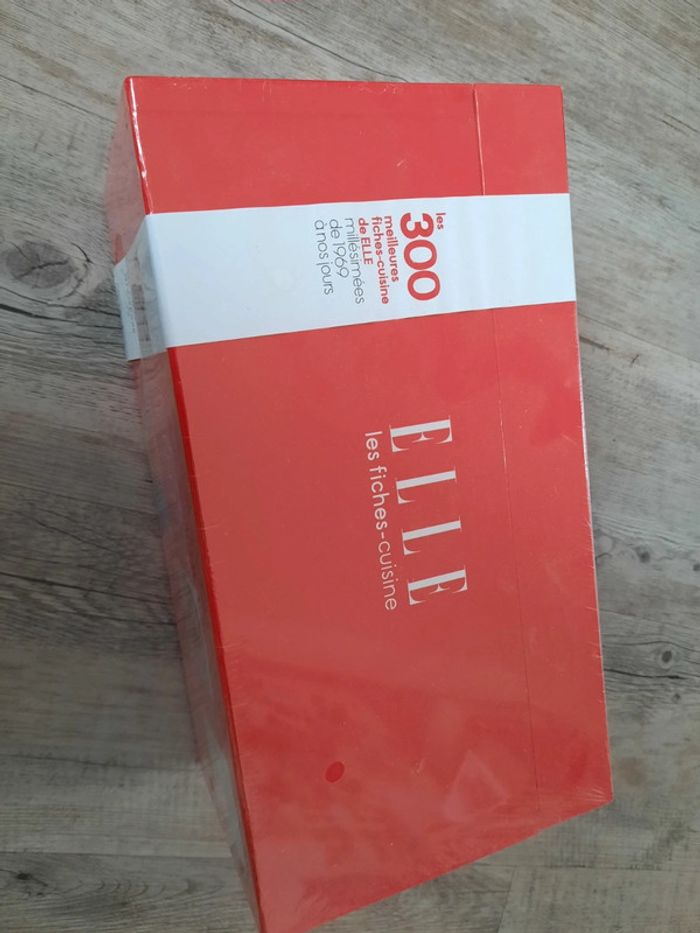 les
300
meilleures
fiches-cuisine
de ELLE
millésimées
de 1969
à nos jours
ELLE
les fiches-cuisine